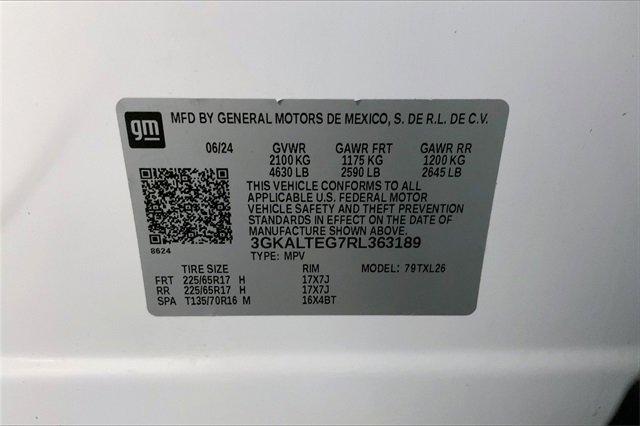 gm
MFD BY GENERAL MOTORS DE MEXICO, S. DE R.L. DE C.V.
06/24 GVWR GAWR FRT GAWR RR
2100 KG 1175 KG 1200 KG
4630 LB 2590 LB 2645 LB
THIS VEHICLE CONFORMS TO ALL
APPLICABLE U.S. FEDERAL MOTOR
VEHICLE SAFETY AND THEFT PREVENTION
STANDARDS IN EFFECT ON THE DATE OF
MANUFACTURE SHOWN ABOVE.
8624 3GKALTEG7RL363189
TYPE: MPV
TIRE SIZE RIM MODEL: 79TXL26
FRT 225/65R17 H 17X7J
RR 225/65R17 H 17X7J
SPA T135/70R16 M 16X4BT